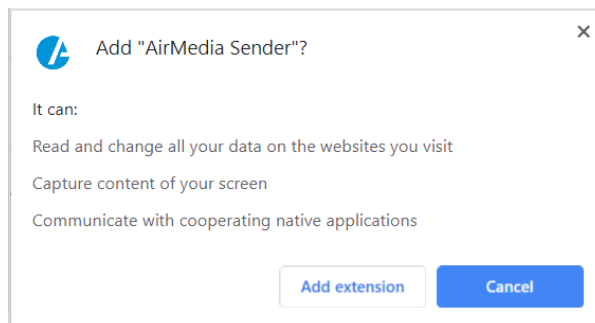 Add "AirMedia Sender"?
It can:
Read and change all your data on the websites you visit
Capture content of your screen
Communicate with cooperating native applications
Add extension
Cancel